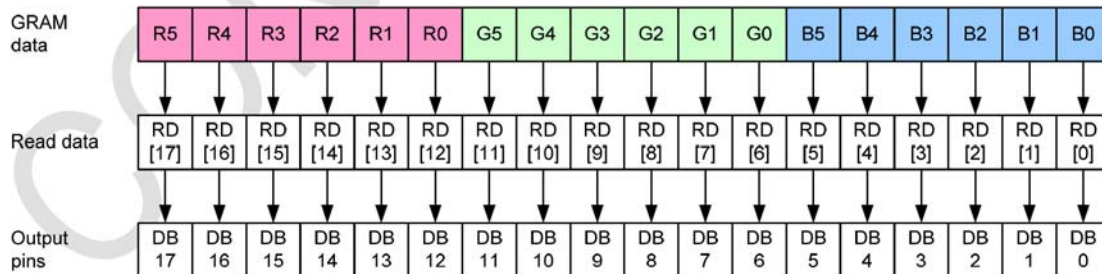 GRAM data R5 R4 R3 R2 R1 R0 G5 G4 G3 G2 G1 G0 B5 B4 B3 B2 B1 B0
Read data RD [17] RD [16] RD [15] RD [14] RD [13] RD [12] RD [11] RD [10] RD [9] RD [8] RD [7] RD [6] RD [5] RD [4] RD [3] RD [2] RD [1] RD [0]
Output pins DB 17 DB 16 DB 15 DB 14 DB 13 DB 12 DB 11 DB 10 DB 9 DB 8 DB 7 DB 6 DB 5 DB 4 DB 3 DB 2 DB 1 DB 0